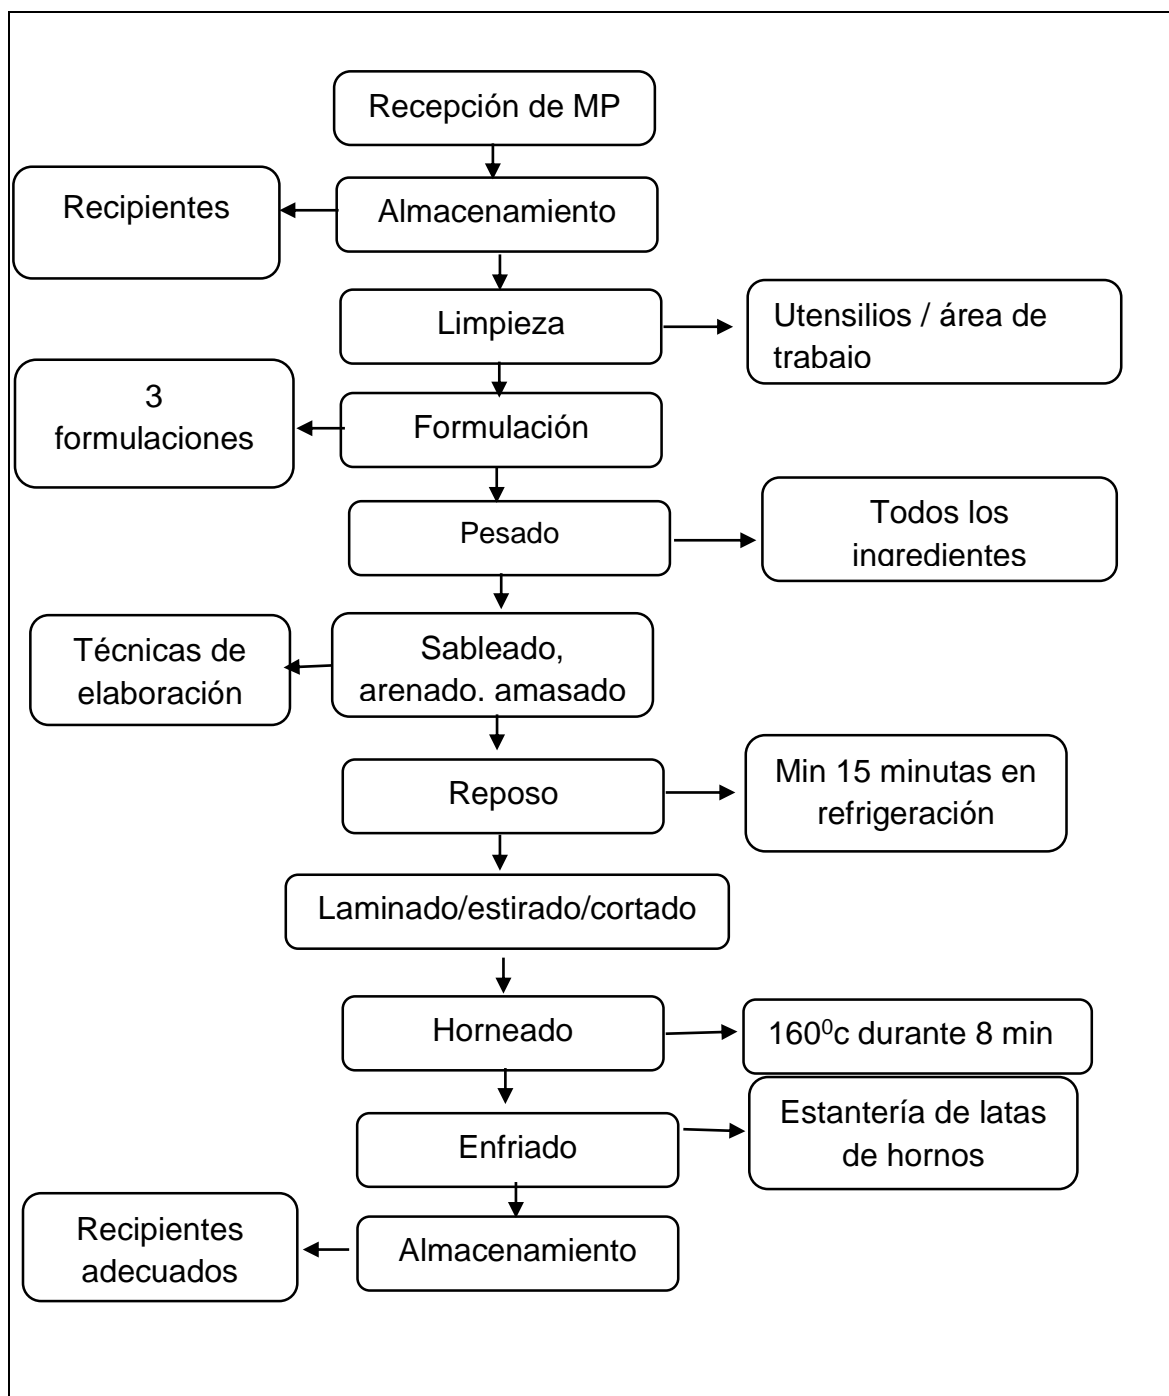 Recepción de MP
Recipientes
Almacenamiento
Limpieza
Utensilios / área de
trabajo
3
formulaciones
Formulación
Pesado
Todos los
ingredientes
Técnicas de
elaboración
Sableado,
arenado, amasado
Reposo
Min 15 minutas en
refrigeración
Laminado/estirado/cortado
Horneado
160⁰c durante 8 min
Enfriado
Estantería de latas
de hornos
Recipientes
adecuados
Almacenamiento